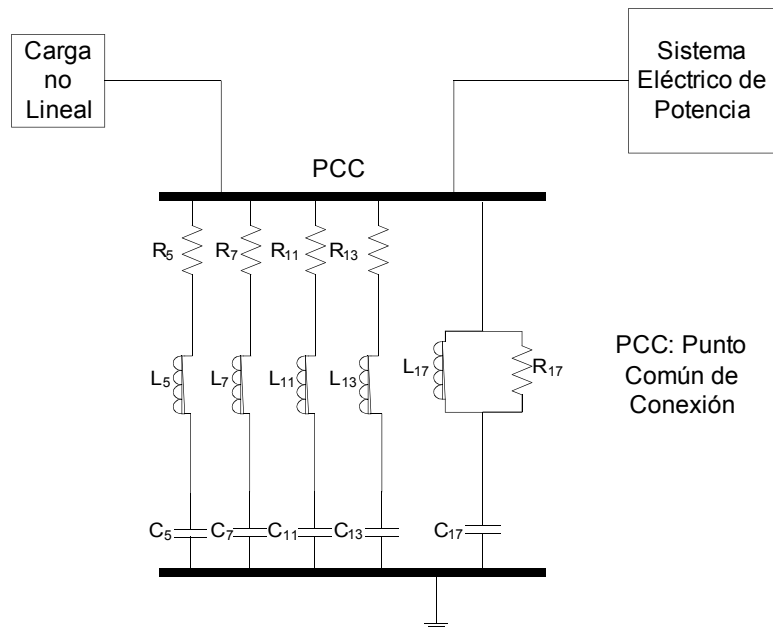 Carga
no
Lineal
Sistema
Eléctrico de
Potencia
PCC
R5 R7 R11 R13
L5 L7 L11 L13 L17 R17
PCC: Punto
Común de
Conexión
C5 C7 C11 C13 C17